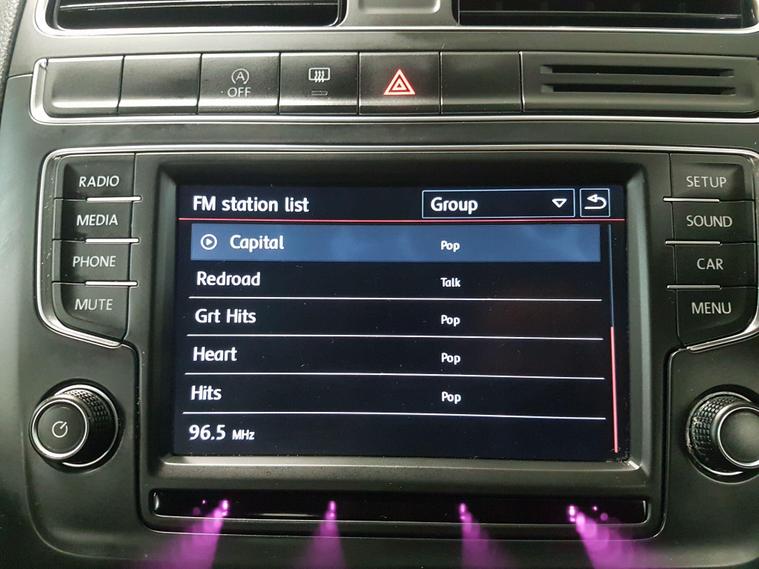 A OFF
RADIO
MEDIA
PHONE
MUTE
SETUP
SOUND
CAR
MENU
FM station list Group
Capital Pop
Redroad Talk
Grt Hits Pop
Heart Pop
Hits Pop
96.5 MHz